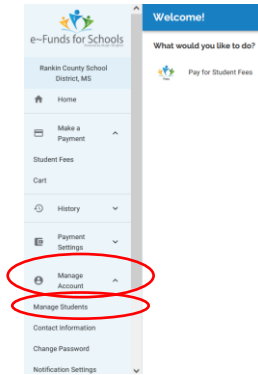 e~Funds for Schools
Rankin County School
District, MS
Home
Make a
Payment
Student Fees
Cart
History
Payment
Settings
Manage
Account
Manage Students
Contact Information
Change Password
Notification Settings
Welcome!
What would you like to do?
Pay for Student Fees